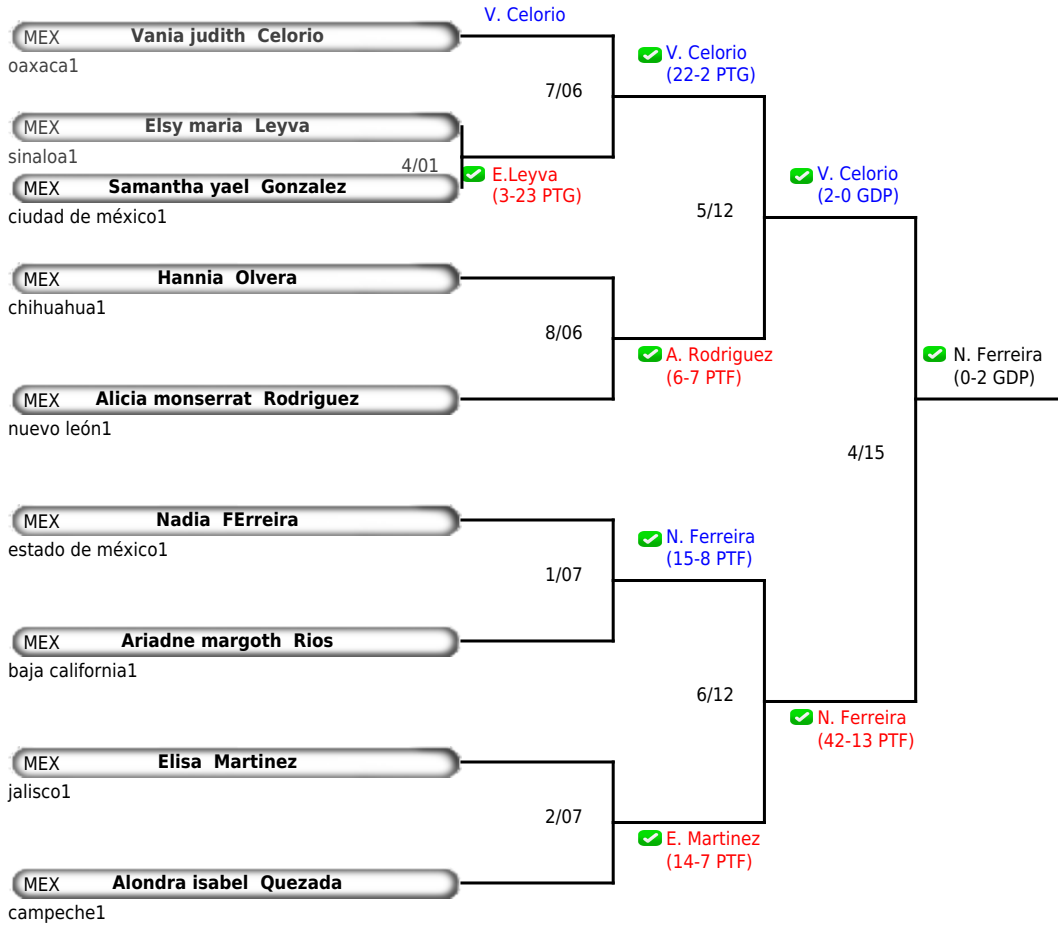 V. Celorio
MEX Vania judith Celorio
oaxaca1
V. Celorio
(22-2 PTG)
7/06
MEX Elsy maria Leyva
sinaloa1
4/01
E.Leyva
(3-23 PTG)
MEX Samantha yael Gonzalez
ciudad de méxico1
V. Celorio
(2-0 GDP)
5/12
MEX Hannia Olvera
chihuahua1
8/06
A. Rodriguez
(6-7 PTF)
N. Ferreira
(0-2 GDP)
MEX Alicia monserrat Rodriguez
nuevo león1
4/15
MEX Nadia FErreira
estado de méxico1
N. Ferreira
(15-8 PTF)
1/07
MEX Ariadne margoth Rios
baja california1
6/12
N. Ferreira
(42-13 PTF)
MEX Elisa Martinez
jalisco1
2/07
E. Martinez
(14-7 PTF)
MEX Alondra isabel Quezada
campeche1